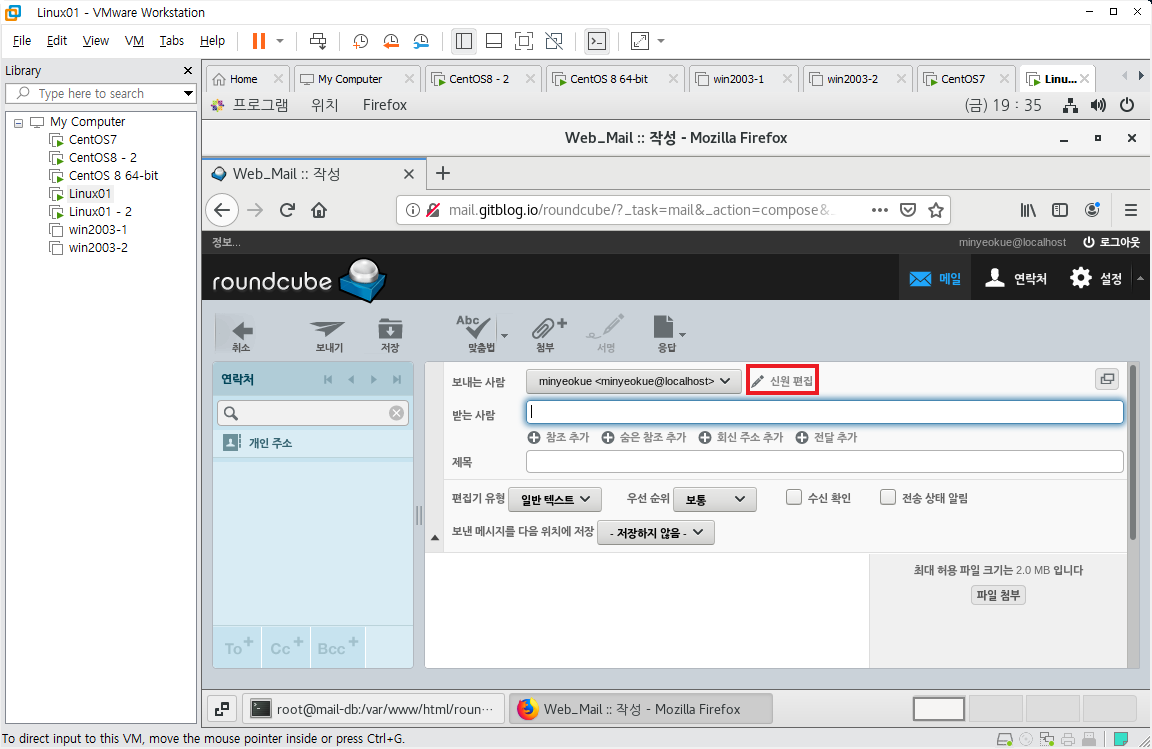 Linux01 - VMware Workstation
File Edit View VM Tabs Help
Library
Type here to search
My Computer
CentOS7
CentOS8 - 2
CentOS 8 64-bit
Linux01
Linux01 - 2
win2003-1
win2003-2
Home My Computer CentOS8 - 2 CentOS 8 64-bit win2003-1 win2003-2 CentOS7 Linu...
프로그램 위치 Firefox (금) 19 : 35
Web_Mail :: 작성 - Mozilla Firefox
Web_Mail :: 작성
mail.gitblog.io/roundcube/?_task=mail&_action=compose&
정보... minyeokue@localhost 로그아웃
roundcube 메일 연락처 설정
취소 보내기 저장 Abc 맞춤법 첨부 서명 응답
연락처
개인 주소
To+ Cc+ Bcc+
보내는 사람 minyeokue <minyeokue@localhost> 신원 편집
받는 사람
참조 추가 숨은 참조 추가 회신 주소 추가 전달 추가
제목
편집기 유형 일반 텍스트 우선 순위 보통 수신 확인 전송 상태 알림
보낸 메시지를 다음 위치에 저장 - 저장하지 않음 -
최대 허용 파일 크기는 2.0 MB 입니다
파일 첨부
root@mail-db:/var/www/html/roun··· Web_Mail :: 작성 - Mozilla Firefox
To direct input to this VM, move the mouse pointer inside or press Ctrl+G.